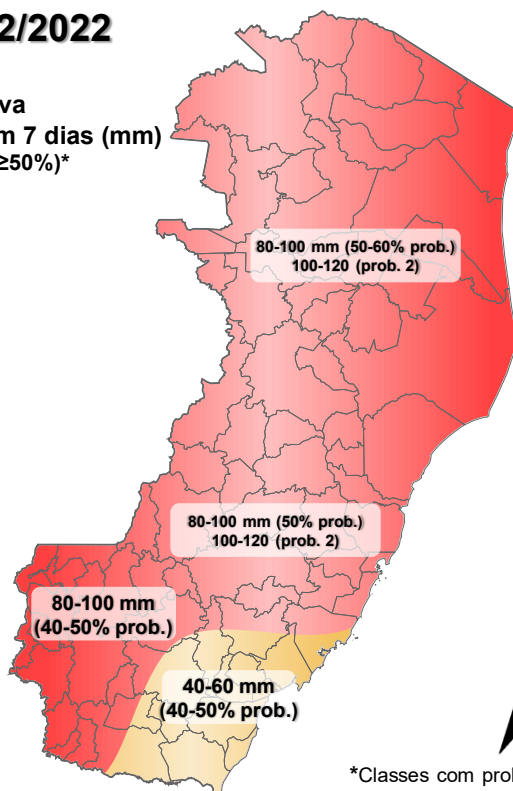 2/2022
va
m 7 dias (mm)
≥50%)*
80-100 mm (50-60% prob.)
100-120 (prob. 2)
80-100 mm (50% prob.)
100-120 (prob. 2)
80-100 mm
(40-50% prob.)
40-60 mm
(40-50% prob.)
*Classes com prob